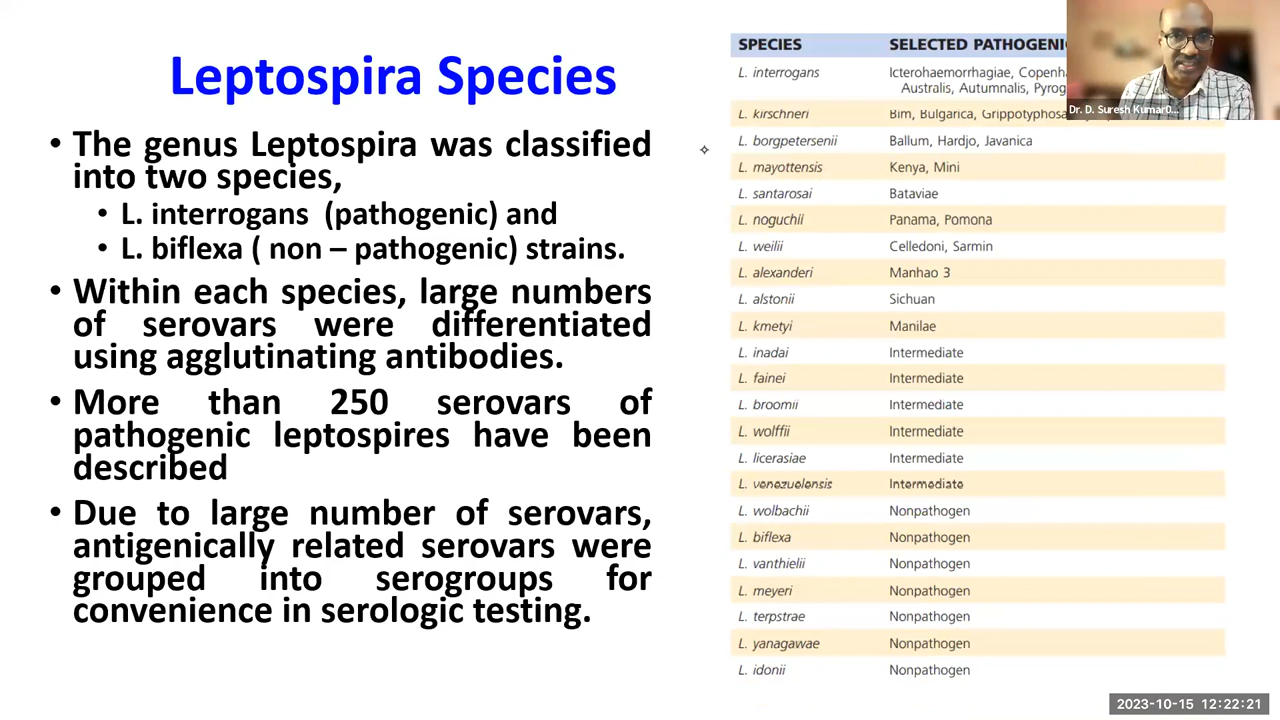 Leptospira Species
• The genus Leptospira was classified
into two species,
• L. interrogans (pathogenic) and
• L. biflexa ( non – pathogenic) strains.
• Within each species, large numbers
of serovars were differentiated
using agglutinating antibodies.
• More than 250 serovars of
pathogenic leptospires have been
described
• Due to large number of serovars,
antigenically related serovars were
grouped into serogroups for
convenience in serologic testing.
SPECIES SELECTED
L. interrogans Icterohaemorrhagiae,
Australis, Autumnalis,
L. kirschneri Bim, Bulgarica,
L. borgpetersenii Ballum, Hardjo, Javanica
L. mayottensis Kenya, Mini
L. santarosai Bataviae
L. noguchii Panama, Pomona
L. weilii Celledoni, Sarmin
L. alexanderi Manhao 3
L. alstonii Sichuan
L. kmetyi Manilae
L. inadai Intermediate
L. fainei Intermediate
L. broomii Intermediate
L. wolffii Intermediate
L. licerasiae Intermediate
L. venezuelensis Intermediate
L. wolbachii Nonpathogen
L. biflexa Nonpathogen
L. vanthielii Nonpathogen
L. meyeri Nonpathogen
L. terpstrae Nonpathogen
L. yanagawae Nonpathogen
L. idonii Nonpathogen
Dr. D. Suresh Kumar0...
2023-10-15 12:22:21